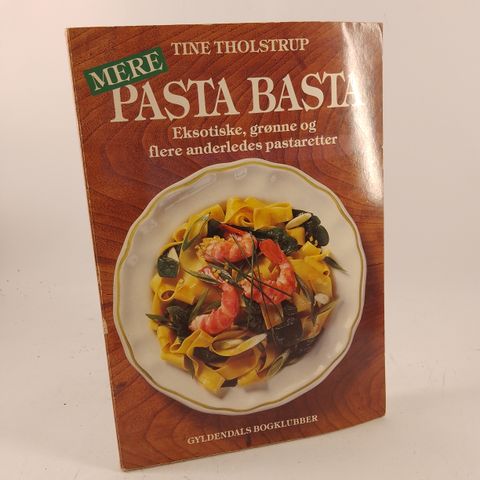 TINE THOLSTRUP
MERE
PASTA BASTA
Eksotiske, grønne og
flere anderledes pastaretter
GYLDENDALS BOGKLUBBER